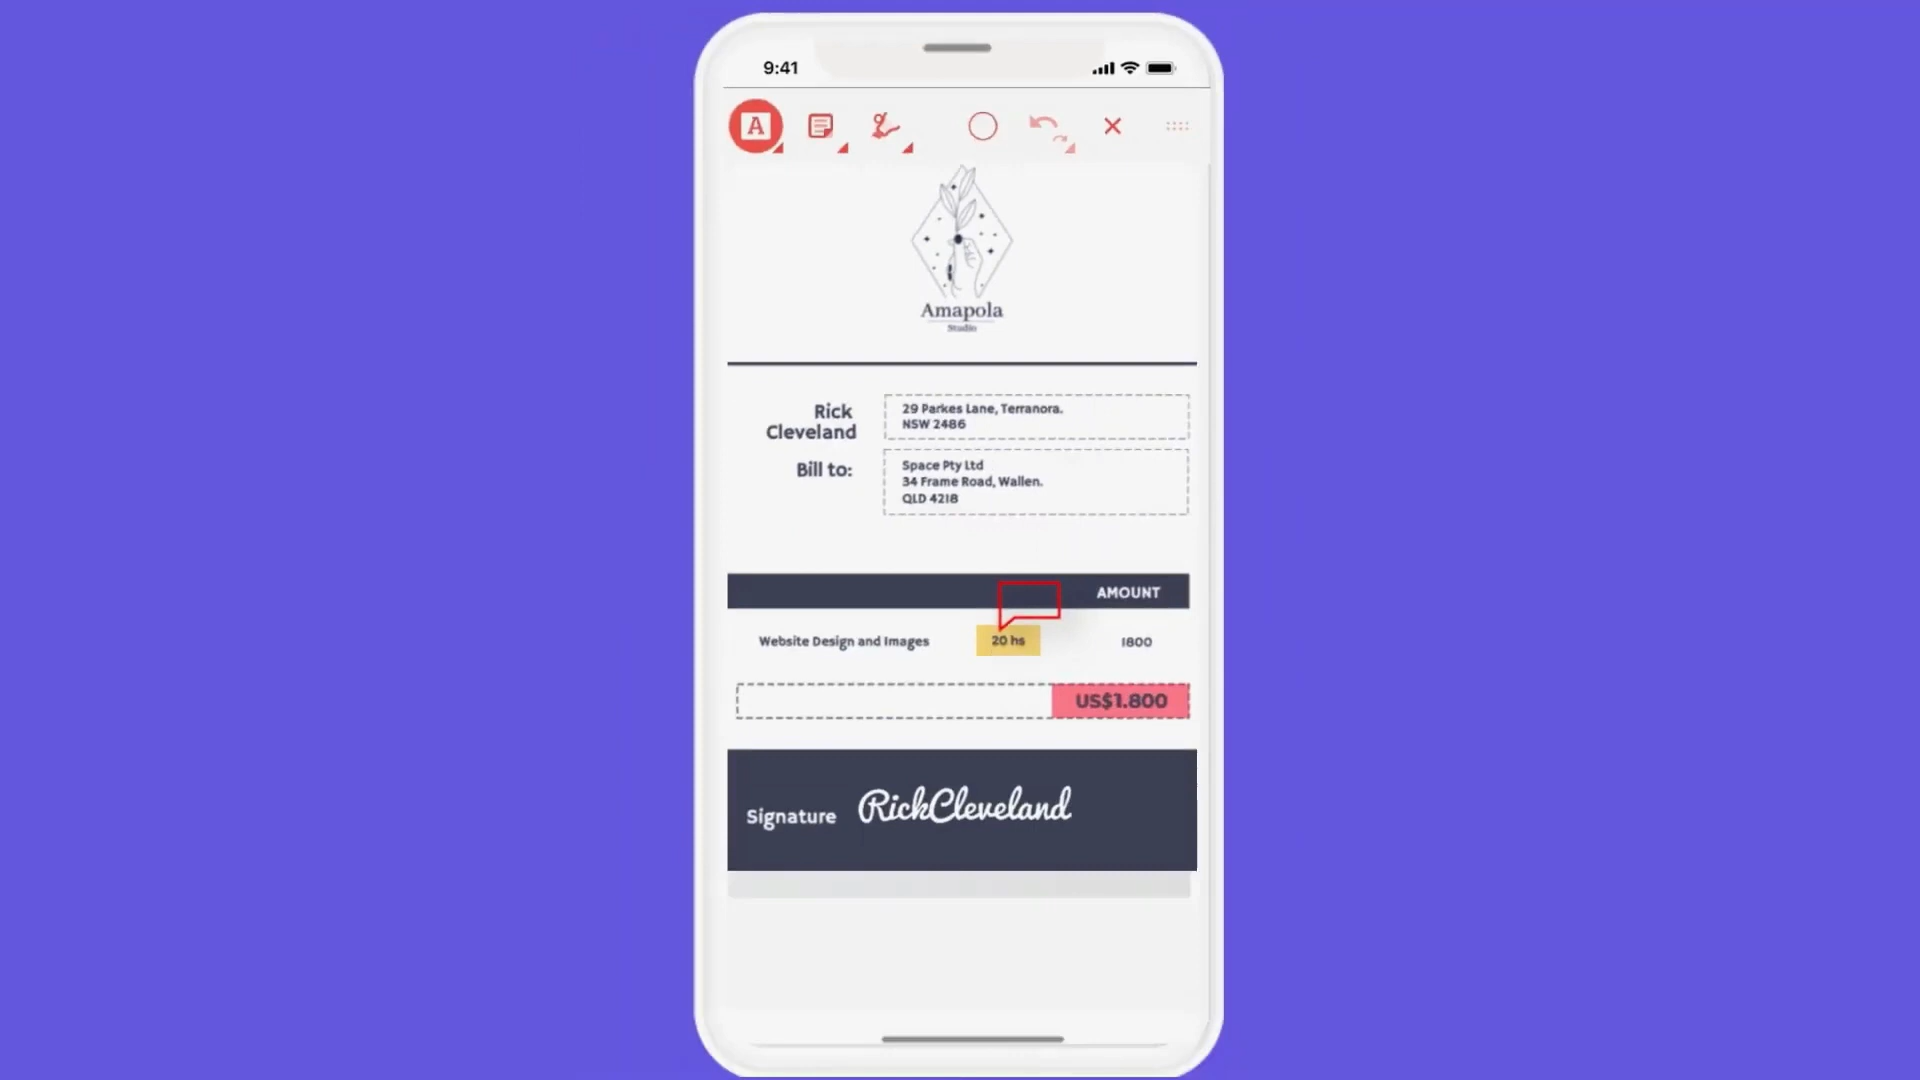 9:41
A
Amapola
Studio
Rick
Cleveland
29 Parkes Lane, Terranora.
NSW 2486
Bill to:
Space Pty Ltd
34 Frame Road, Wallen.
QLD 4218
AMOUNT
Website Design and Images 20 hs 1800
US$1.800
Signature RickCleveland